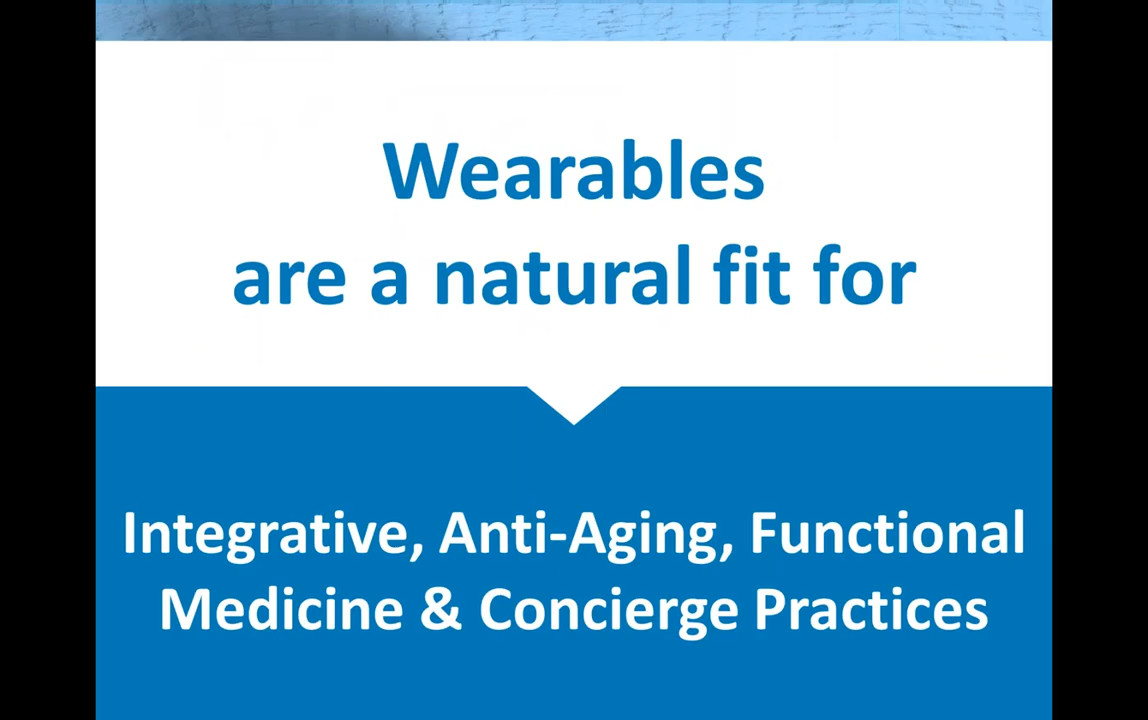 Wearables
are a natural fit for
Integrative, Anti-Aging, Functional
Medicine & Concierge Practices